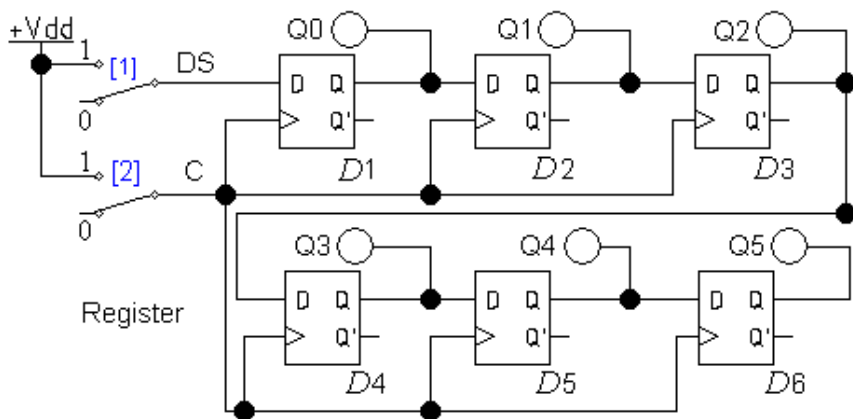 +Vdd
Q0 Q1 Q2
1 [1] DS
0
D Q D Q D Q
Q' Q' Q'
1 [2] C
0
D1 D2 D3
Q3 Q4 Q5
D Q D Q D Q
Register
Q' Q' Q'
D4 D5 D6